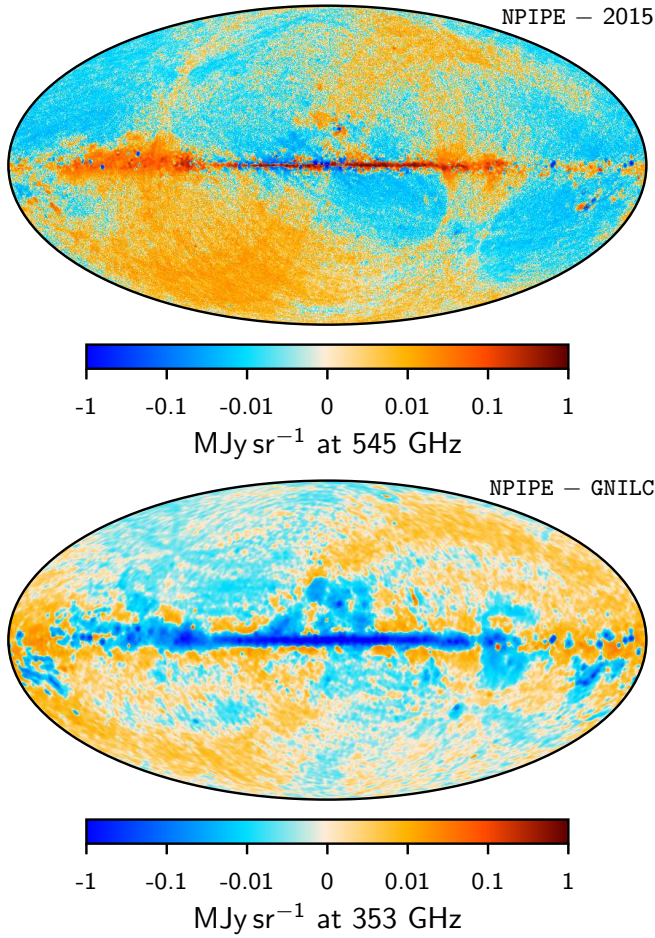 NPIPE − 2015
-1 -0.1 -0.01 0 0.01 0.1 1
MJy sr⁻¹ at 545 GHz
NPIPE − GNILC
-1 -0.1 -0.01 0 0.01 0.1 1
MJy sr⁻¹ at 353 GHz